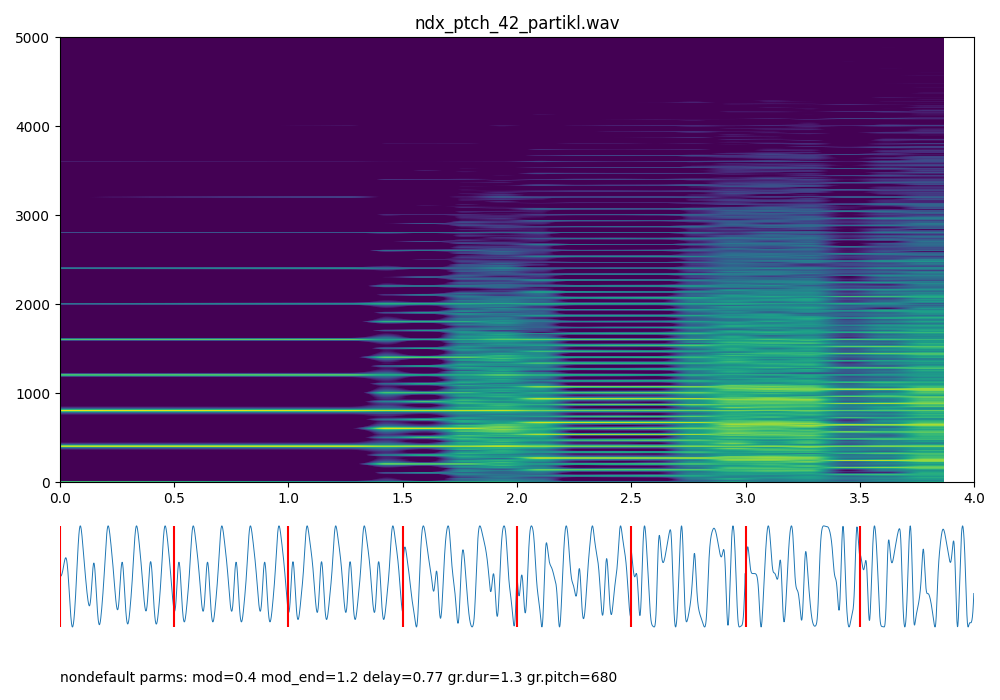 ndx_ptch_42_partikl.wav
5000
4000
3000
2000
1000
0
0.0 0.5 1.0 1.5 2.0 2.5 3.0 3.5 4.0
nondefault parms: mod=0.4 mod_end=1.2 delay=0.77 gr.dur=1.3 gr.pitch=680